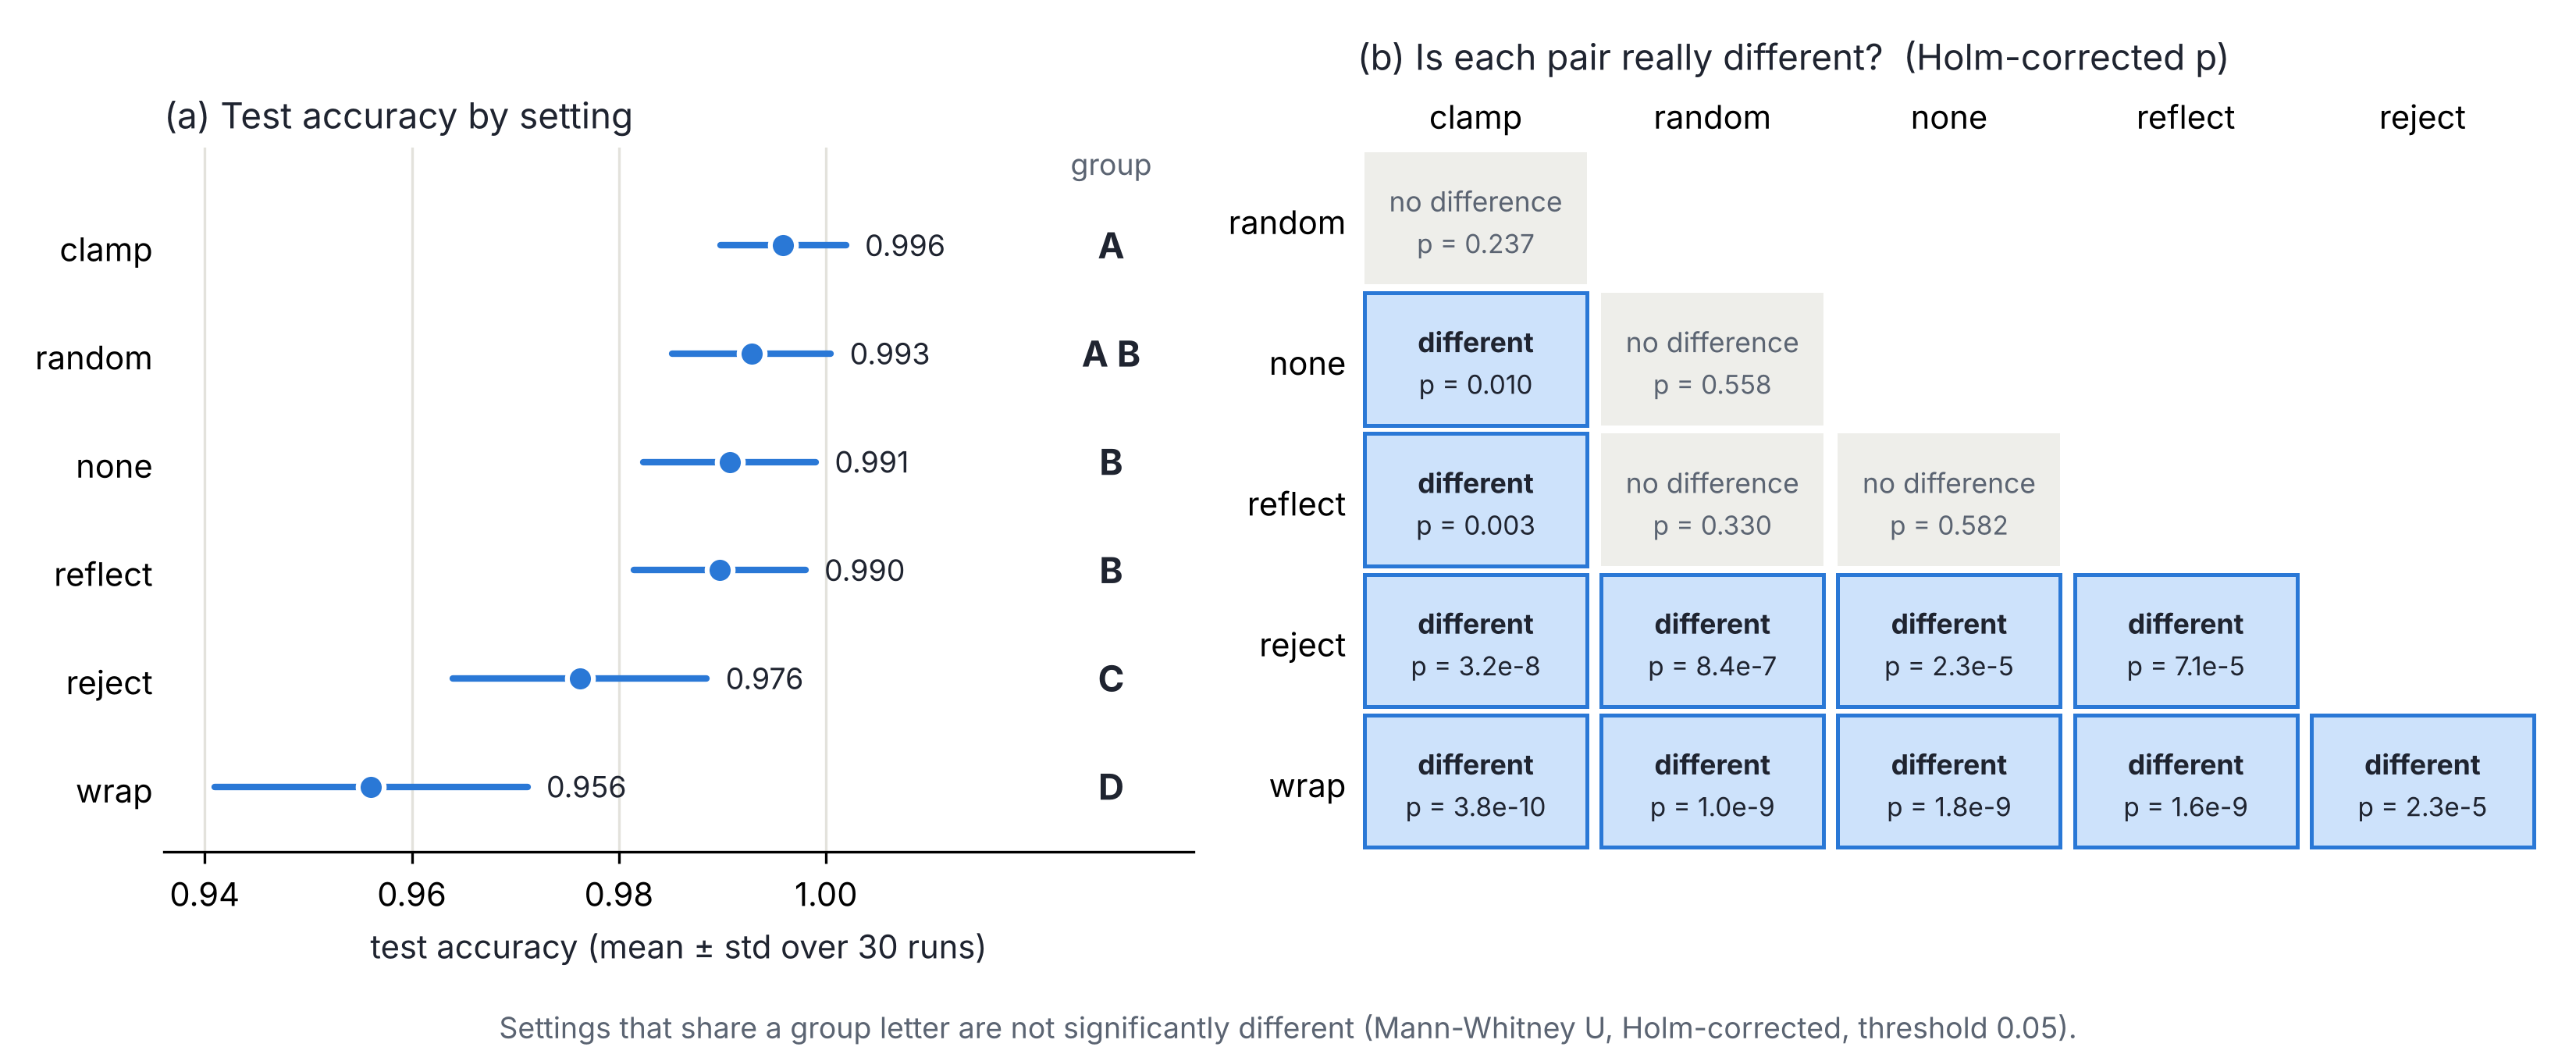 (a) Test accuracy by setting
group
clamp 0.996 A
random 0.993 A B
none 0.991 B
reflect 0.990 B
reject 0.976 C
wrap 0.956 D
0.94 0.96 0.98 1.00
test accuracy (mean ± std over 30 runs)
(b) Is each pair really different? (Holm-corrected p)
clamp random none reflect reject
random
no difference
p = 0.237
none
different no difference
p = 0.010 p = 0.558
reflect
different no difference no difference
p = 0.003 p = 0.330 p = 0.582
reject
different different different different
p = 3.2e-8 p = 8.4e-7 p = 2.3e-5 p = 7.1e-5
wrap
different different different different different
p = 3.8e-10 p = 1.0e-9 p = 1.8e-9 p = 1.6e-9 p = 2.3e-5
Settings that share a group letter are not significantly different (Mann-Whitney U, Holm-corrected, threshold 0.05).